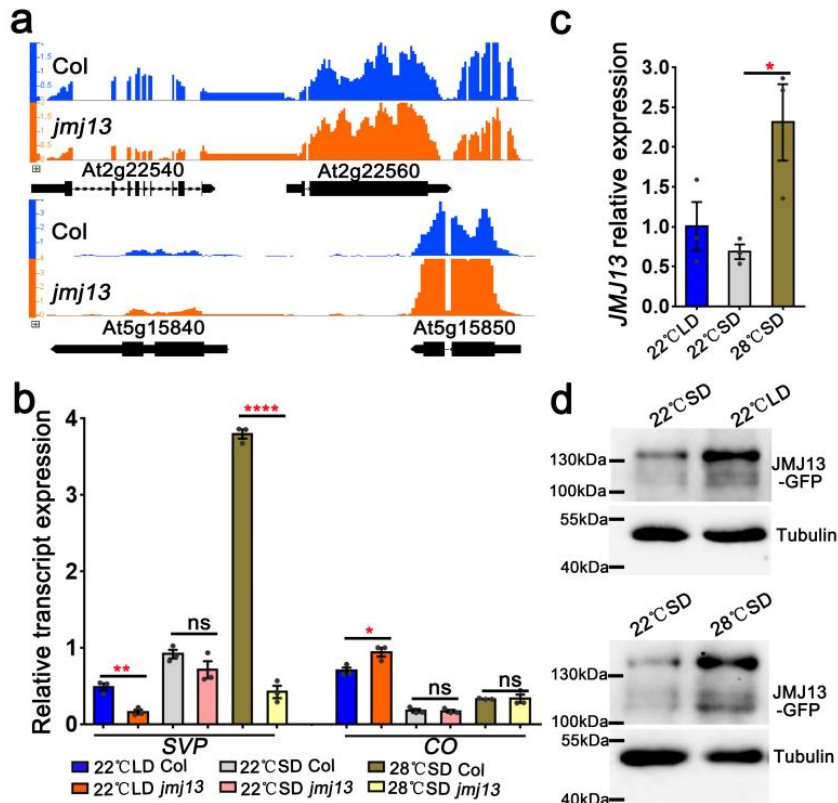 a
Col
jmj13
At2g22540
At2g22560
Col
jmj13
At5g15840
At5g15850
b
Relative transcript expression
4
3
2
1
0
**
ns
****
*
ns
ns
SVP
CO
22℃LD Col
22℃SD Col
28℃SD Col
22℃LD jmj13
22℃SD jmj13
28℃SD jmj13
c
JMJ13 relative expression
3.0
2.5
2.0
1.5
1.0
0.5
0.0
*
22℃LD
22℃SD
28℃SD
d
22℃SD
22℃LD
130kDa
100kDa
JMJ13
-GFP
55kDa
40kDa
Tubulin
22℃SD
28℃SD
130kDa
100kDa
JMJ13
-GFP
55kDa
40kDa
Tubulin